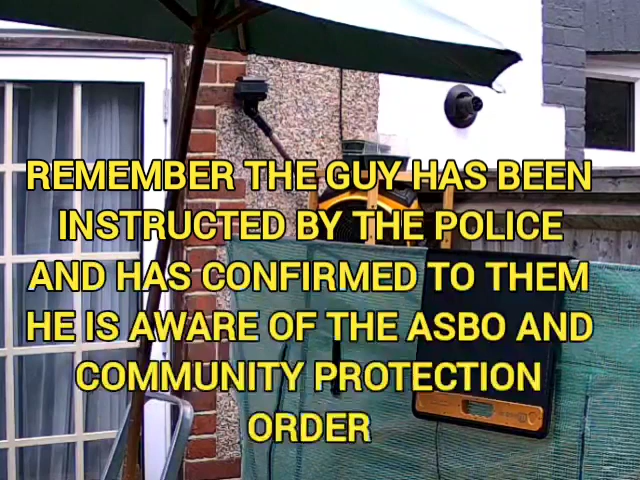 REMEMBER THE GUY HAS BEEN
INSTRUCTED BY THE POLICE
AND HAS CONFIRMED TO THEM
HE IS AWARE OF THE ASBO AND
COMMUNITY PROTECTION
ORDER